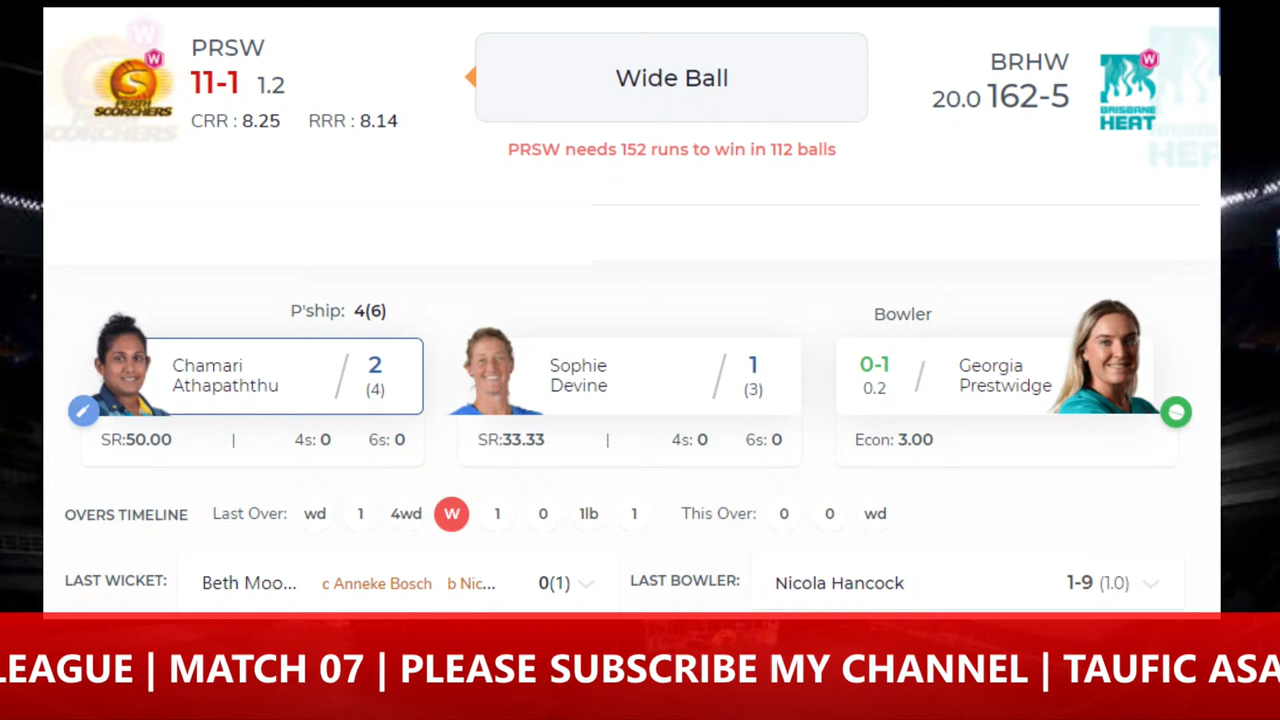 PRSW
11-1 1.2
CRR : 8.25 RRR : 8.14
W
PERTH
SCORCHERS
Wide Ball
PRSW needs 152 runs to win in 112 balls
BRHW
20.0 162-5
W
BRISBANE
HEAT
P'ship: 4(6)
Chamari
Athapaththu
2
(4)
SR:50.00 | 4s: 0 6s: 0
Sophie
Devine
1
(3)
SR:33.33 | 4s: 0 6s: 0
Bowler
0-1
0.2
Georgia
Prestwidge
Econ: 3.00
OVERS TIMELINE Last Over: wd 1 4wd W 1 0 1lb 1 This Over: 0 0 wd
LAST WICKET: Beth Moo... c Anneke Bosch b Nic... 0(1)
LAST BOWLER: Nicola Hancock 1-9 (1.0)
LEAGUE | MATCH 07 | PLEASE SUBSCRIBE MY CHANNEL | TAUFIC ASA